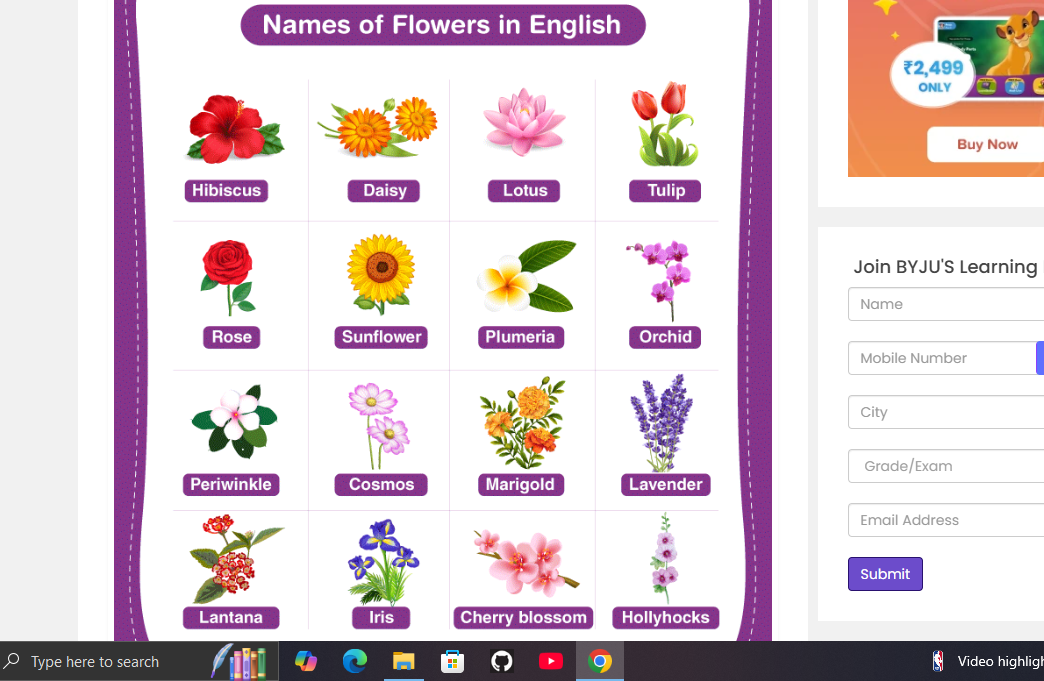 Names of Flowers in English
Hibiscus
Daisy
Lotus
Tulip
Rose
Sunflower
Plumeria
Orchid
Periwinkle
Cosmos
Marigold
Lavender
Lantana
Iris
Cherry blossom
Hollyhocks
₹2,499
ONLY
Buy Now
Join BYJU'S Learning
Name
Mobile Number
City
Grade/Exam
Email Address
Submit
Type here to search
Video highligh